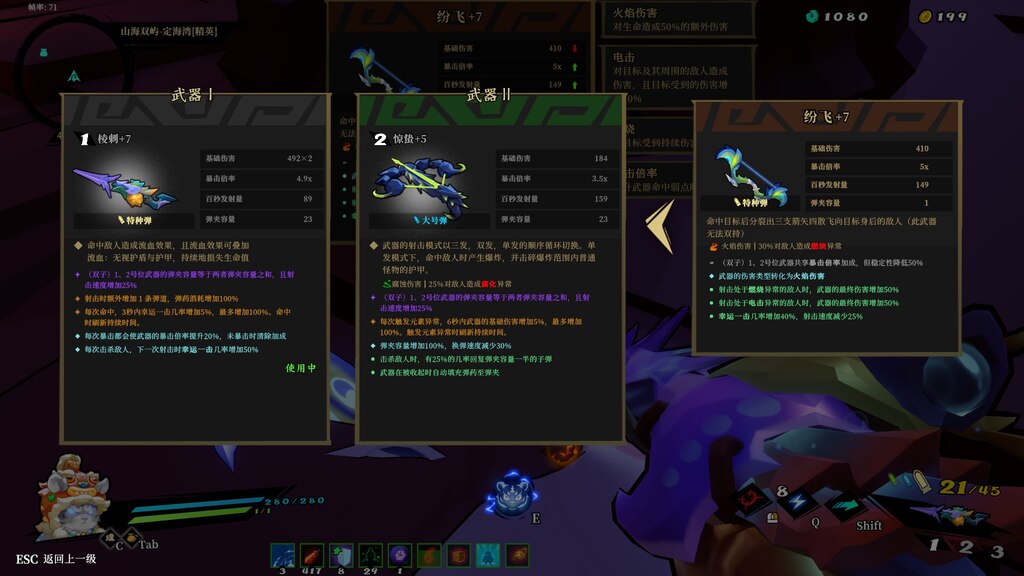 帧率: 71
山海双屿-定海湾[精英]
纷飞+7
基础伤害 410
暴击倍率 5x
百秒发射量 149
火焰伤害
对生命造成50%的额外伤害
电击
对目标及其周围的敌人造成
伤害，且目标受到的伤害增
1080
199
武器 I
1 棱刺+7
基础伤害 492×2
暴击倍率 4.9x
百秒发射量 89
弹夹容量 23
特种弹
命中敌人造成流血效果，且流血效果可叠加
流血：无视护盾与护甲，持续地损失生命值
（双子）1、2号位武器的弹夹容量等于两者弹夹容量之和，且射
击速度增加25%
射击时额外增加 1 条弹道，弹药消耗增加100%
每次命中，3秒内幸运一击几率增加5%，最多增加100%。命中
时刷新持续时间。
每次暴击都会使武器的暴击倍率提升20%，未暴击时清除加成
每次击杀敌人，下一次射击时幸运一击几率增加50%
使用中
武器 II
2 惊蛰+5
基础伤害 184
暴击倍率 3.5x
百秒发射量 159
弹夹容量 23
大号弹
武器的射击模式以三发，双发，单发的顺序循环切换。单
发模式下，命中敌人时产生爆炸，并击碎爆炸范围内普通
怪物的护甲。
腐蚀伤害 | 25%对敌人造成腐化异常
（双子）1、2号位武器的弹夹容量等于两者弹夹容量之和，且射
击速度增加25%
每次触发元素异常，6秒内武器的基础伤害增加5%，最多增加
100%。触发元素异常时刷新持续时间。
弹夹容量增加100%，换弹速度减少30%
击杀敌人时，有25%的几率回复弹夹容量一半的子弹
武器在被收起时自动填充弹药至弹夹
纷飞+7
基础伤害 410
暴击倍率 5x
百秒发射量 149
弹夹容量 1
特种弹
命中目标后分裂出三支箭矢四散飞向目标身后的敌人（此武器
无法双持）
火焰伤害 | 30%对敌人造成燃烧异常
（双子）1、2号位武器共享暴击倍率加成，但稳定性降低50%
武器的伤害类型转化为火焰伤害
射击处于燃烧异常的敌人时，武器的最终伤害增加50%
射击处于电击异常的敌人时，武器的最终伤害增加50%
幸运一击几率增加40%，射击速度减少25%
280/280
1/1
C
Tab
ESC 返回上一级
3
417
8
29
1
E
8
Q
Shift
21/45
1 2 3